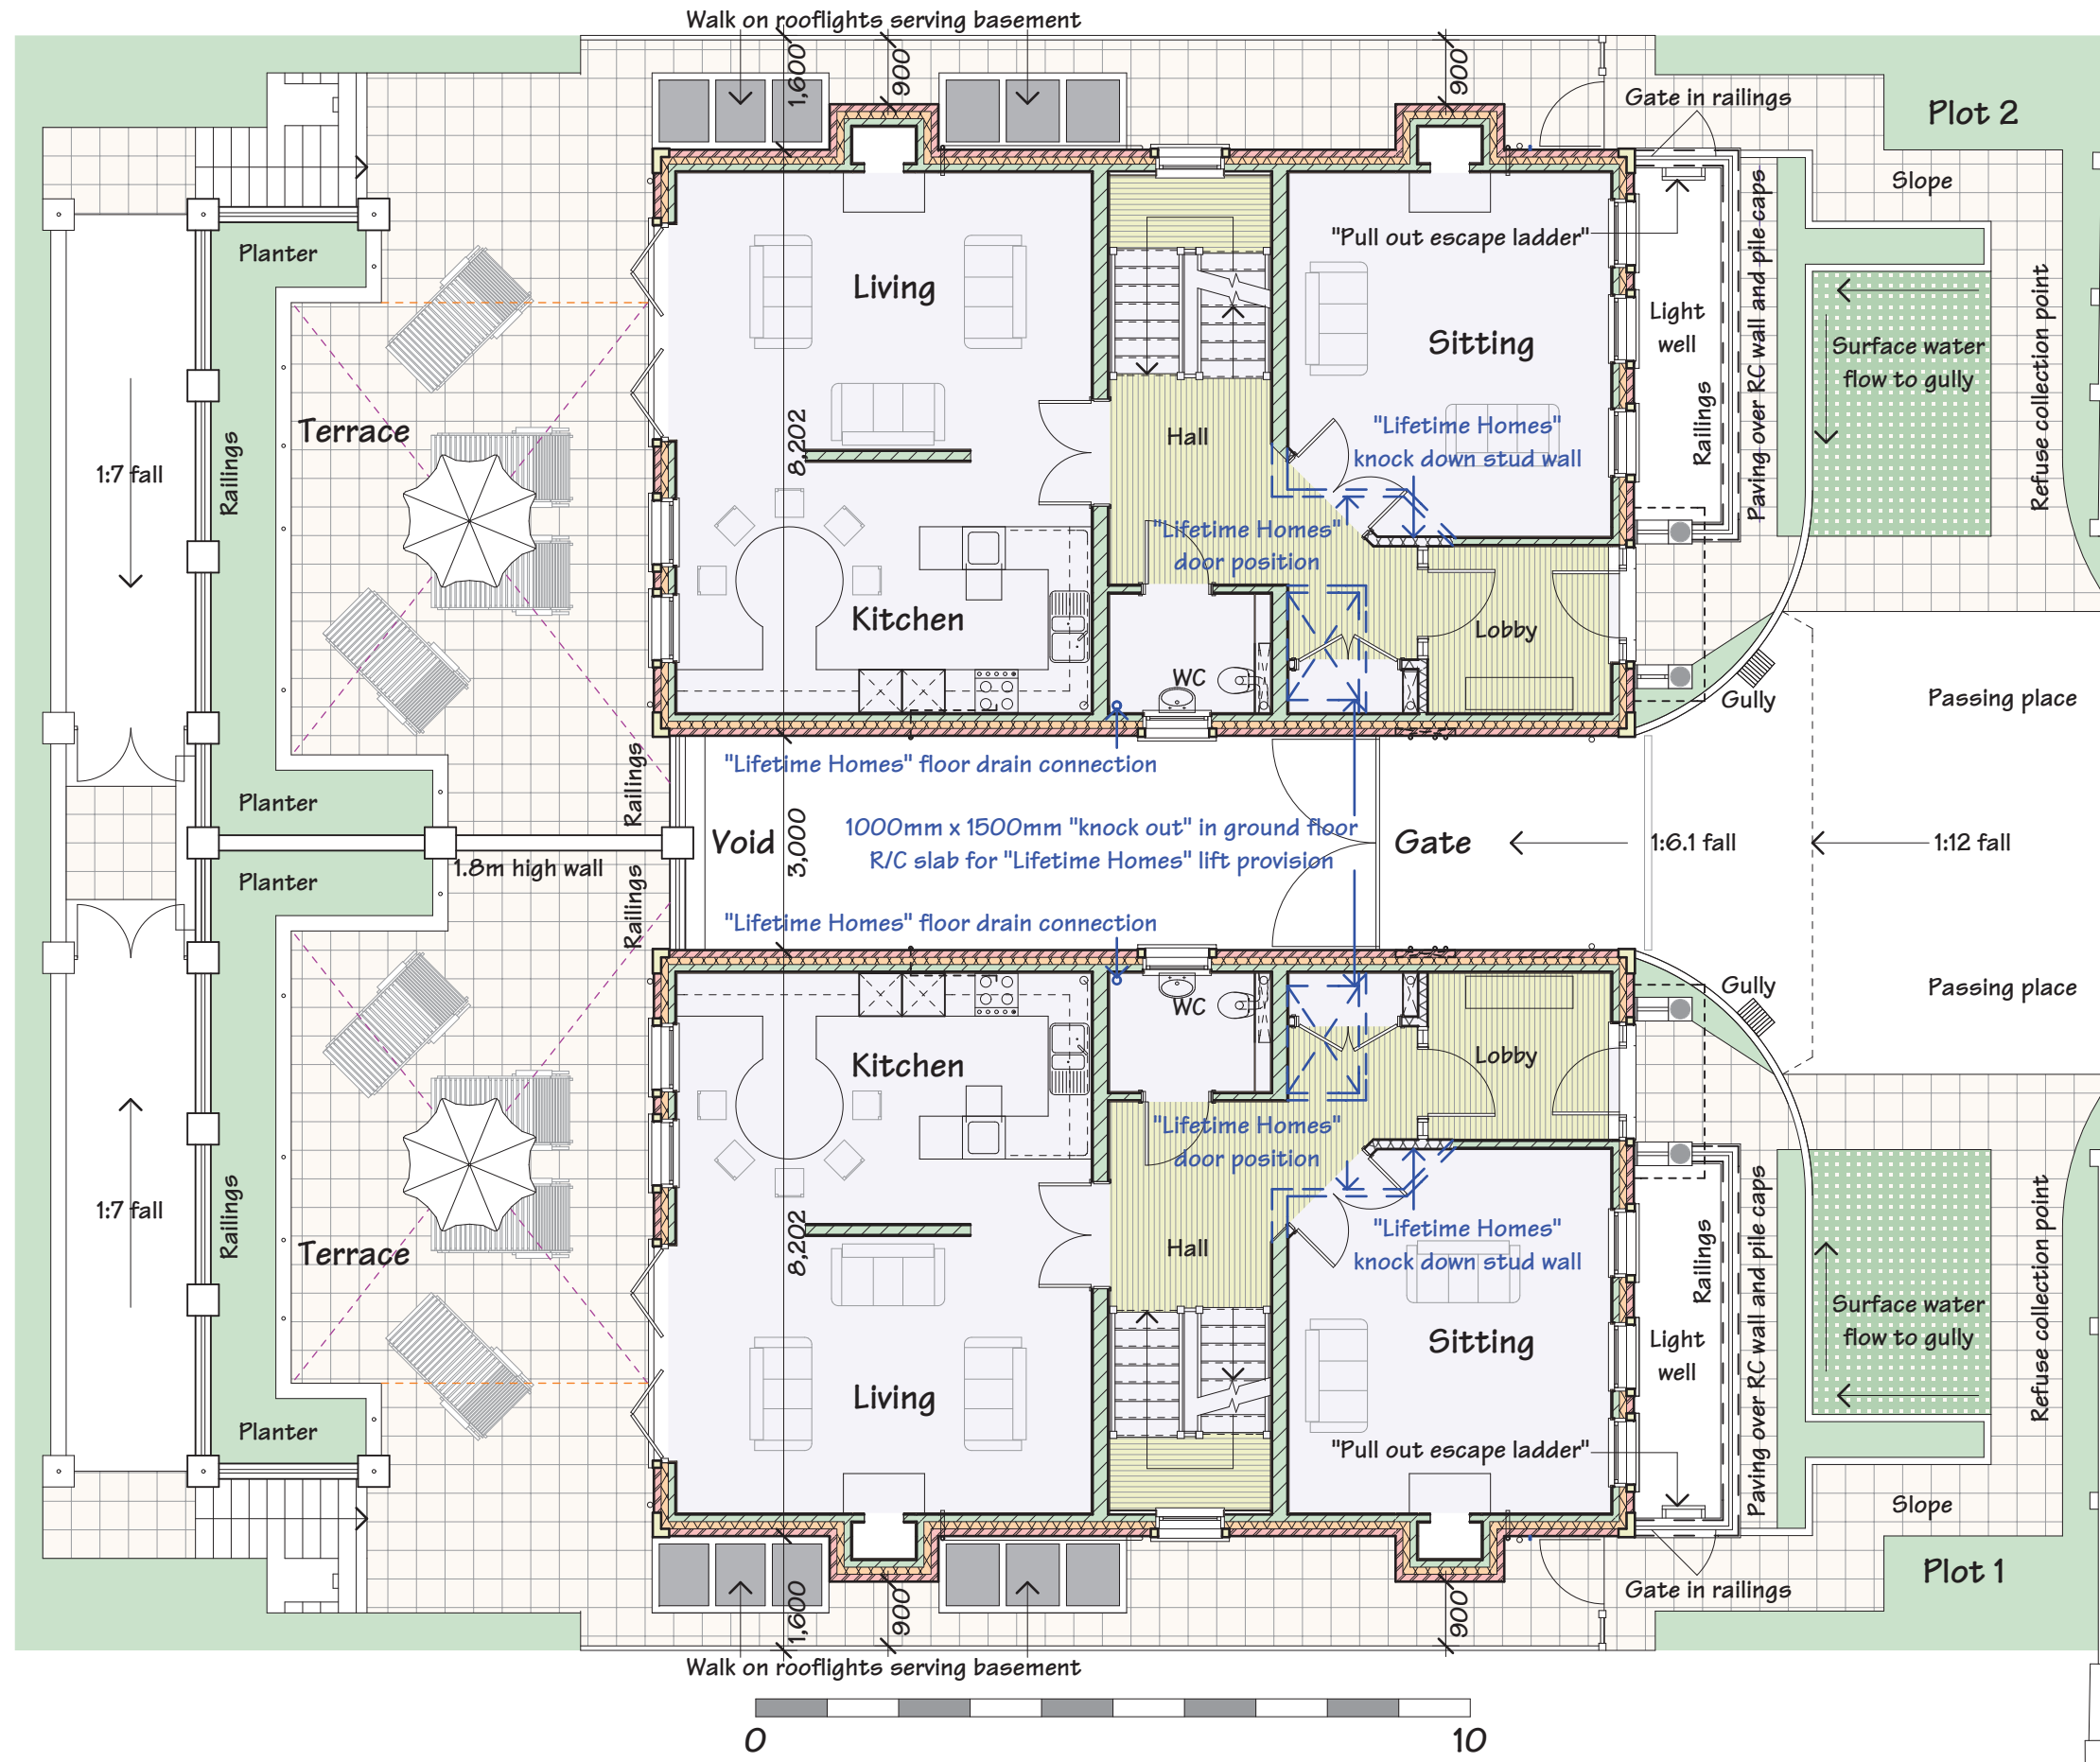 Walk on rooflights serving basement
1,600
900
900
Gate in railings
Plot 2
Slope
Planter
"Pull out escape ladder"
Living
Light
well
Sitting
Surface water
flow to gully
Paving over RC wall and pile caps
Refuse collection point
Railings
Railings
Terrace
8,202
Hall
"Lifetime Homes"
knock down stud wall
1:7 fall
"Lifetime Homes"
door position
Kitchen
Lobby
WC
Gully
Passing place
"Lifetime Homes" floor drain connection
Railings
Planter
1000mm x 1500mm "knock out" in ground floor
R/C slab for "Lifetime Homes" lift provision
Void
3,000
Gate
1:6.1 fall
1:12 fall
1.8m high wall
Planter
Railings
"Lifetime Homes" floor drain connection
Gully
Passing place
WC
Kitchen
Lobby
"Lifetime Homes"
door position
1:7 fall
Railings
Terrace
8,202
Hall
"Lifetime Homes"
knock down stud wall
Railings
Paving over RC wall and pile caps
Refuse collection point
Surface water
flow to gully
Light
well
Sitting
Living
Planter
"Pull out escape ladder"
Slope
Plot 1
Gate in railings
1,600
900
900
Walk on rooflights serving basement
0
10